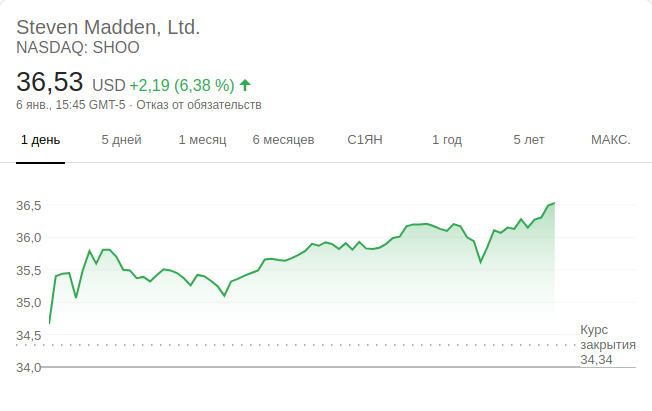 Steven Madden, Ltd.
NASDAQ: SHOO
36,53 USD +2,19 (6,38 %)
6 янв., 15:45 GMT-5 · Отказ от обязательств
1 день 5 дней 1 месяц 6 месяцев С1ЯН 1 год 5 лет МАКС.
36,5
36,0
35,5
35,0
34,5
34,0
Курс
закрытия
34,34